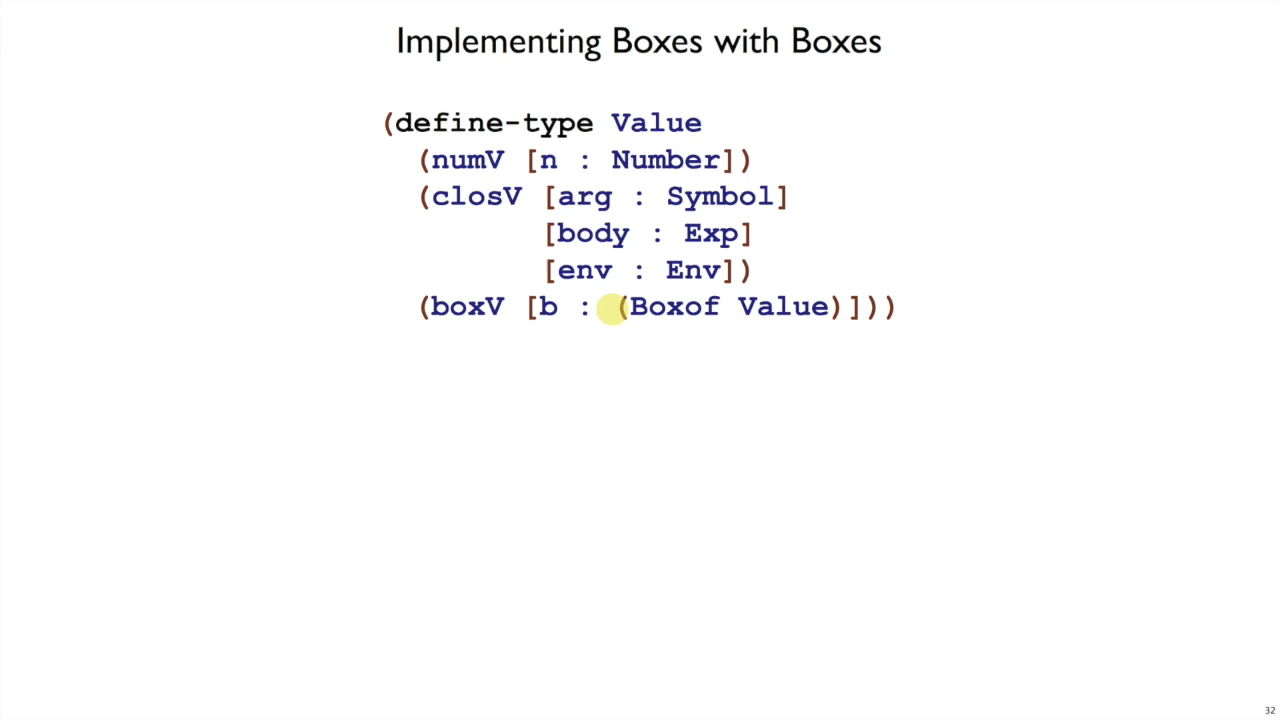 Implementing Boxes with Boxes
(define-type Value
(numV [n : Number])
(closV [arg : Symbol]
[body : Exp]
[env : Env])
(boxV [b : (Boxof Value)]))
32